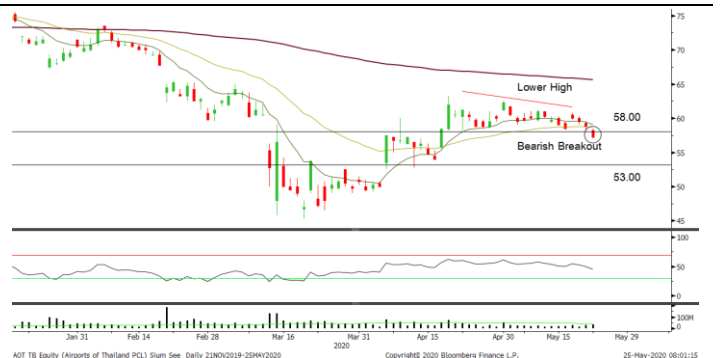 75
70
65
60
55
50
45
Lower High
58.00
Bearish Breakout
53.00
100
50
0
100M
0
Jan 31 Feb 14 Feb 28 Mar 16 Mar 31 Apr 15 Apr 30 May 15 May 29
2020
AOT TB Equity (Airports of Thailand PCL) Slum See Daily 21NOV2019-25MAY2020 Copyright© 2020 Bloomberg Finance L.P. 25-May-2020 08:01:15